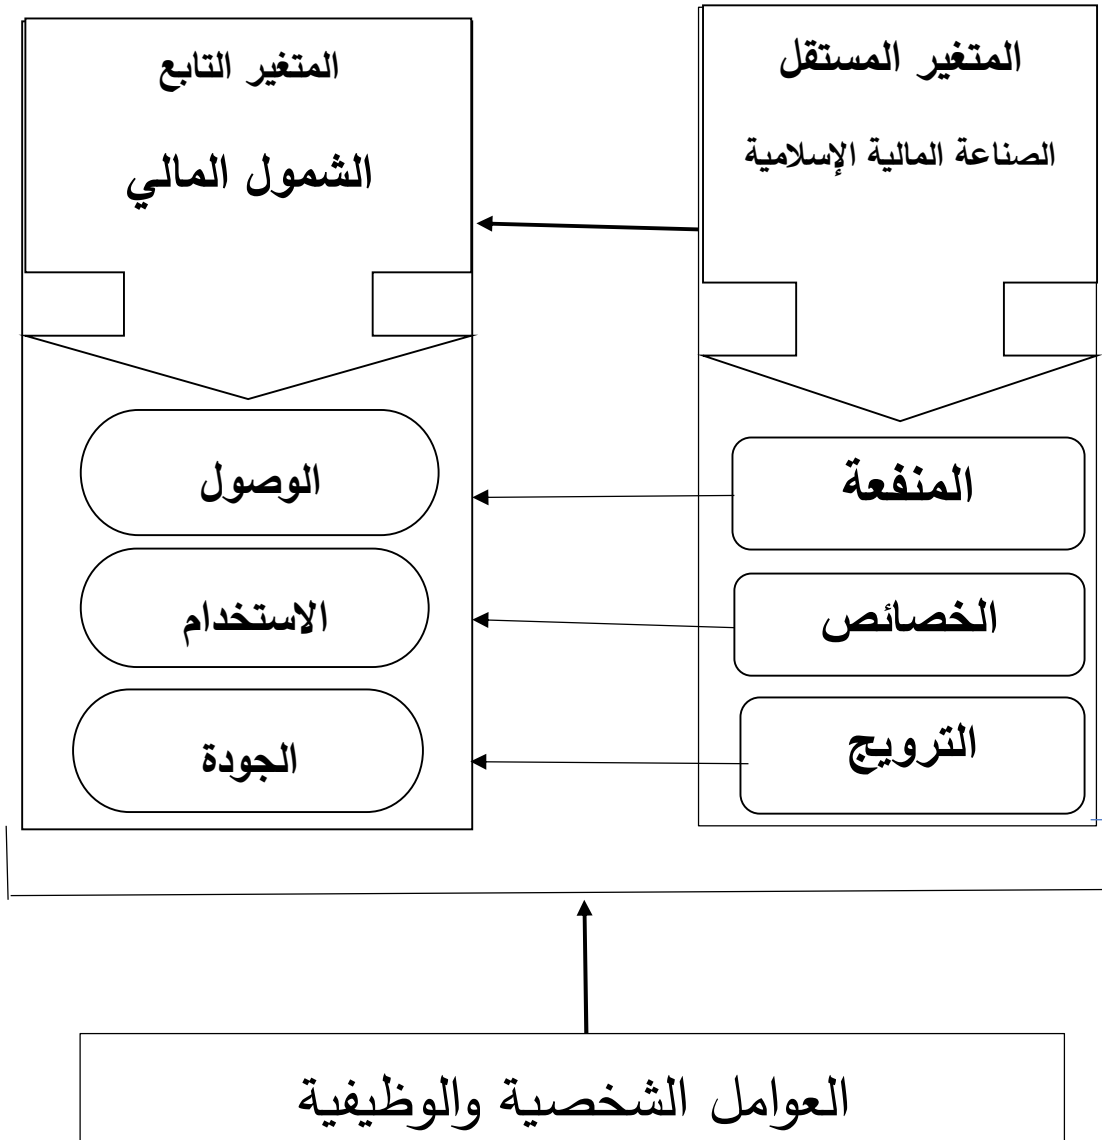 المتغير المستقل
الصناعة المالية الإسلامية
المنفعة
الخصائص
الترويج
المتغير التابع
الشمول المالي
الوصول
الاستخدام
الجودة
العوامل الشخصية والوظيفية